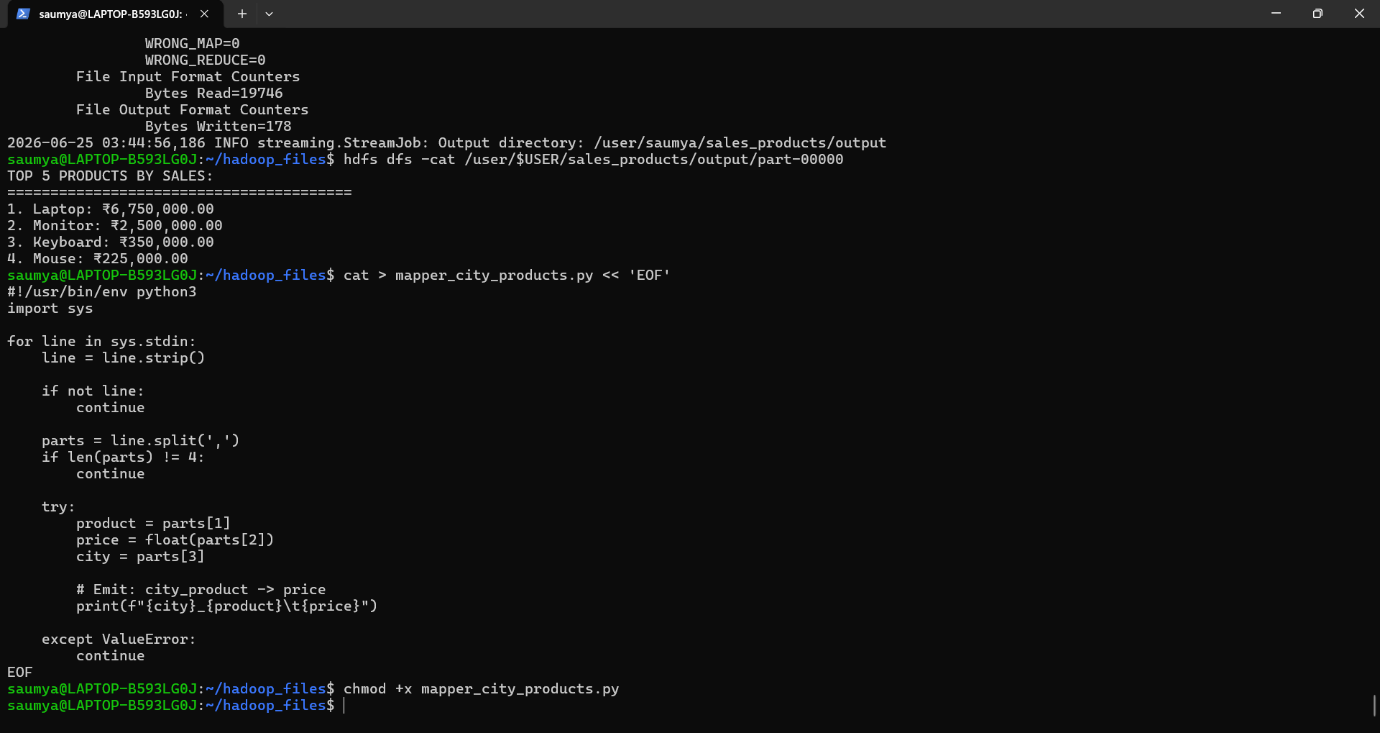 saumya@LAPTOP-B593LG0J: ·
WRONG_MAP=0
WRONG_REDUCE=0
File Input Format Counters
Bytes Read=19746
File Output Format Counters
Bytes Written=178
2026-06-25 03:44:56,186 INFO streaming.StreamJob: Output directory: /user/saumya/sales_products/output
saumya@LAPTOP-B593LG0J:~/hadoop_files$ hdfs dfs -cat /user/$USER/sales_products/output/part-00000
TOP 5 PRODUCTS BY SALES:
========================================
1. Laptop: ₹6,750,000.00
2. Monitor: ₹2,500,000.00
3. Keyboard: ₹350,000.00
4. Mouse: ₹225,000.00
saumya@LAPTOP-B593LG0J:~/hadoop_files$ cat > mapper_city_products.py << 'EOF'
#!/usr/bin/env python3
import sys
for line in sys.stdin:
    line = line.strip()
    if not line:
        continue
    parts = line.split(',')
    if len(parts) != 4:
        continue
    try:
        product = parts[1]
        price = float(parts[2])
        city = parts[3]
        # Emit: city_product -> price
        print(f"{city}_{product}\t{price}")
    except ValueError:
        continue
EOF
saumya@LAPTOP-B593LG0J:~/hadoop_files$ chmod +x mapper_city_products.py
saumya@LAPTOP-B593LG0J:~/hadoop_files$